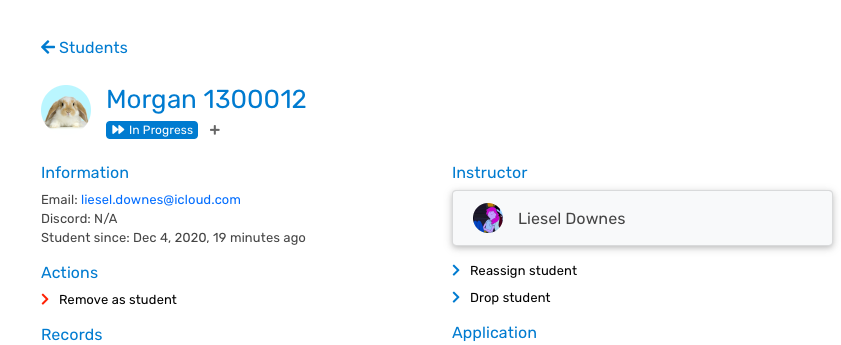 Students
Morgan 1300012
In Progress
Information
Email: liesel.downes@icloud.com
Discord: N/A
Student since: Dec 4, 2020, 19 minutes ago
Actions
Remove as student
Records
Instructor
Liesel Downes
Reassign student
Drop student
Application